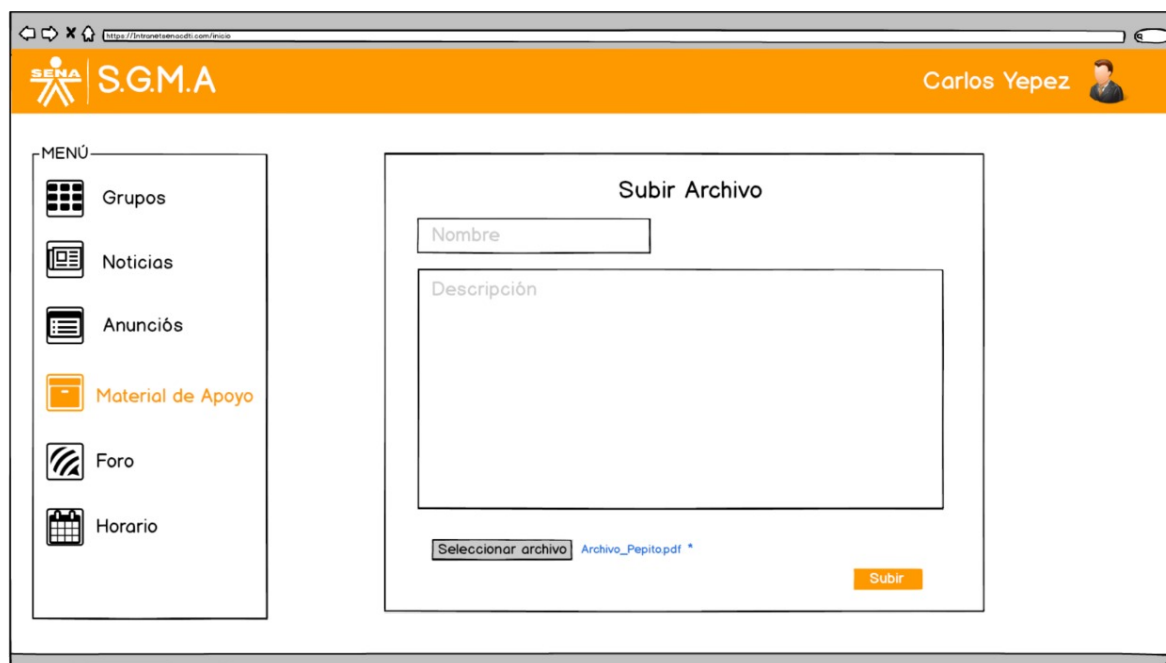 https://Intranetsenacdti.com/inicio
SENA
S.G.M.A
Carlos Yepez
MENÚ
Grupos
Noticias
Anunciós
Material de Apoyo
Foro
Horario
Subir Archivo
Nombre
Descripción
Seleccionar archivo Archivo_Pepito.pdf *
Subir